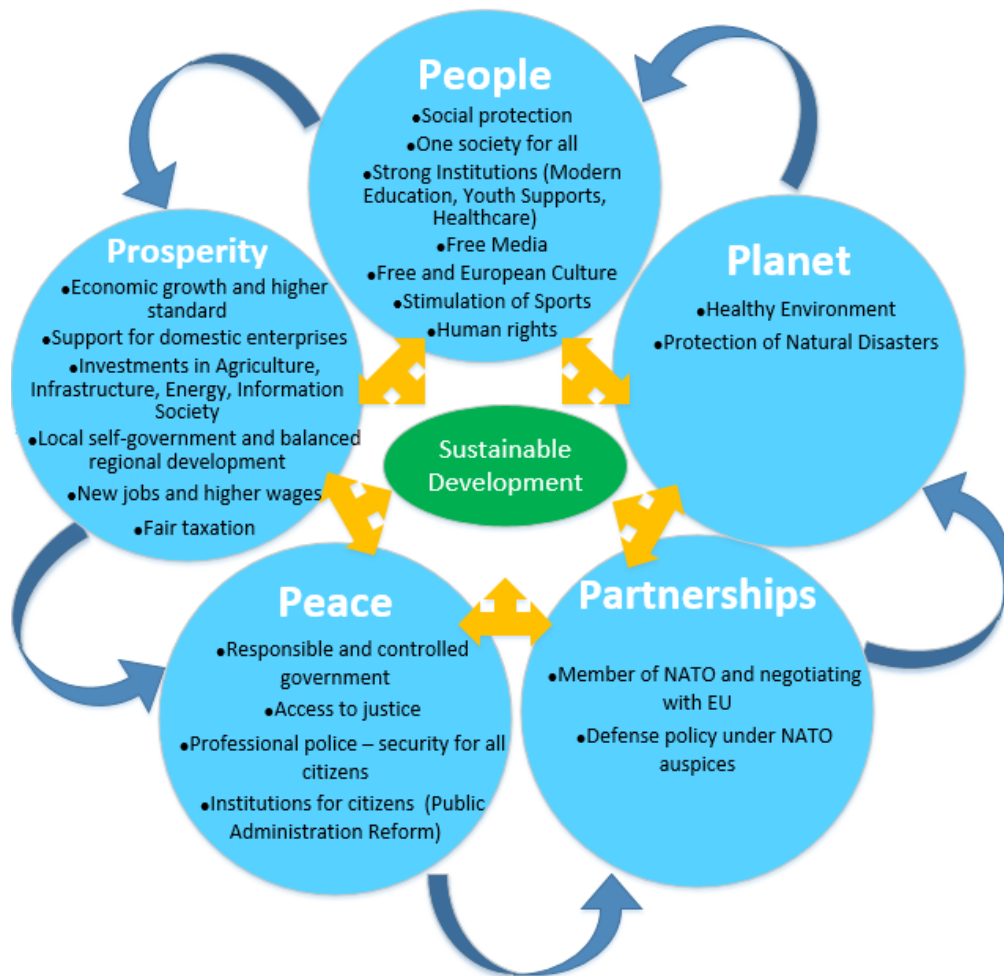 People
●Social protection
●One society for all
●Strong Institutions (Modern
Education, Youth Supports,
Healthcare)
●Free Media
●Free and European Culture
●Stimulation of Sports
●Human rights
Prosperity
●Economic growth and higher
standard
●Support for domestic enterprises
●Investments in Agriculture,
Infrastructure, Energy, Information
Society
●Local self-government and balanced
regional development
●New jobs and higher wages
●Fair taxation
Planet
●Healthy Environment
●Protection of Natural Disasters
Sustainable
Development
Peace
●Responsible and controlled
government
●Access to justice
●Professional police – security for all
citizens
●Institutions for citizens (Public
Administration Reform)
Partnerships
●Member of NATO and negotiating
with EU
●Defense policy under NATO
auspices